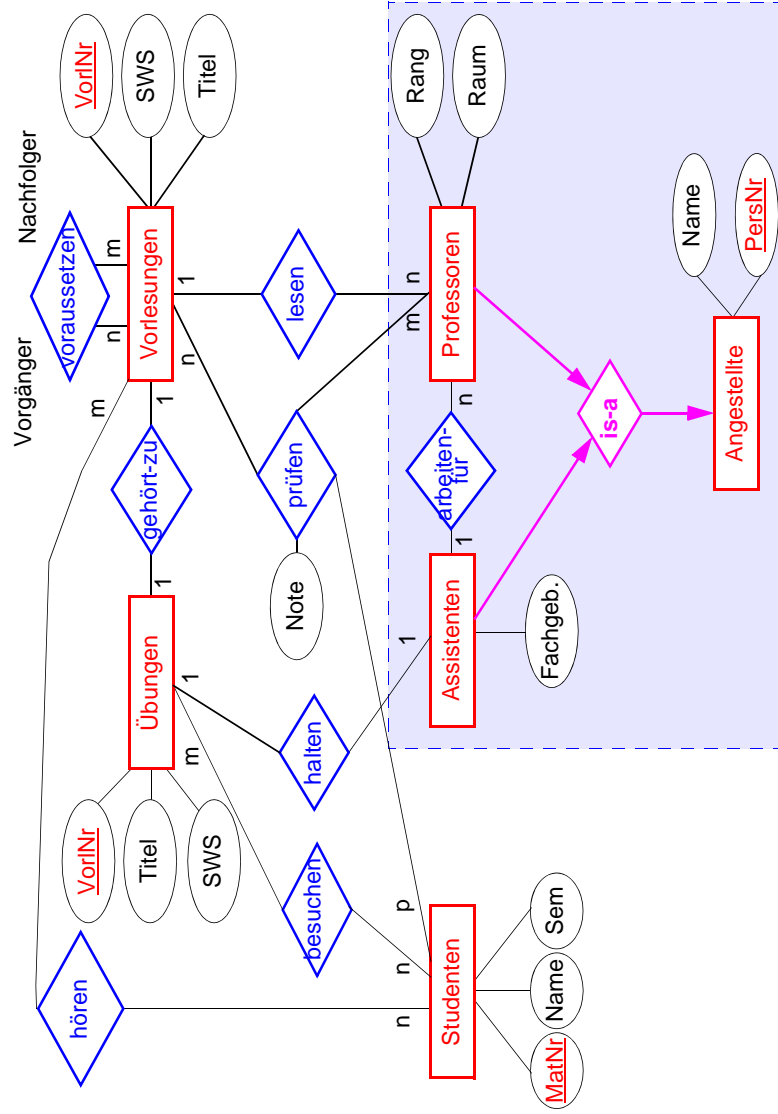 Vorgänger
Nachfolger
hören
VorlNr
voraussetzen
VorlNr
m
n
m
Titel
Übungen
gehört-zu
Vorlesungen
SWS
1
1
SWS
m
1
n
1
Titel
besuchen
halten
Note
prüfen
lesen
n
n
p
1
m
n
Studenten
Assistenten
1
arbeiten-
für
n
Professoren
Rang
Raum
MatNr
Name
Sem
Fachgeb.
is-a
Angestellte
Name
PersNr